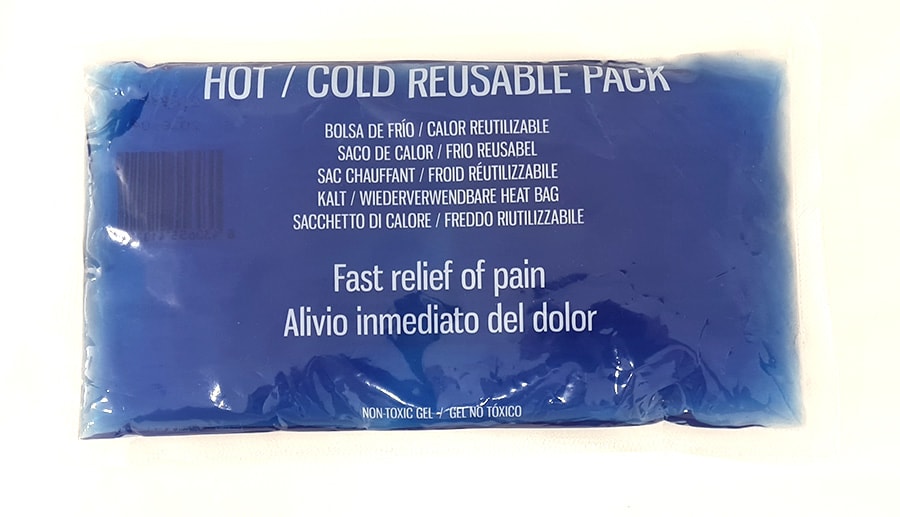 HOT / COLD REUSABLE PACK
BOLSA DE FRÍO / CALOR REUTILIZABLE
SACO DE CALOR / FRIO REUSABEL
SAC CHAUFFANT / FROID RÉUTILIZZABILE
KALT / WIEDERVERWENDBARE HEAT BAG
SACCHETTO DI CALORE / FREDDO RIUTILIZZABILE
Fast relief of pain
Alivio inmediato del dolor
NON-TOXIC GEL -/ GEL NO TÓXICO